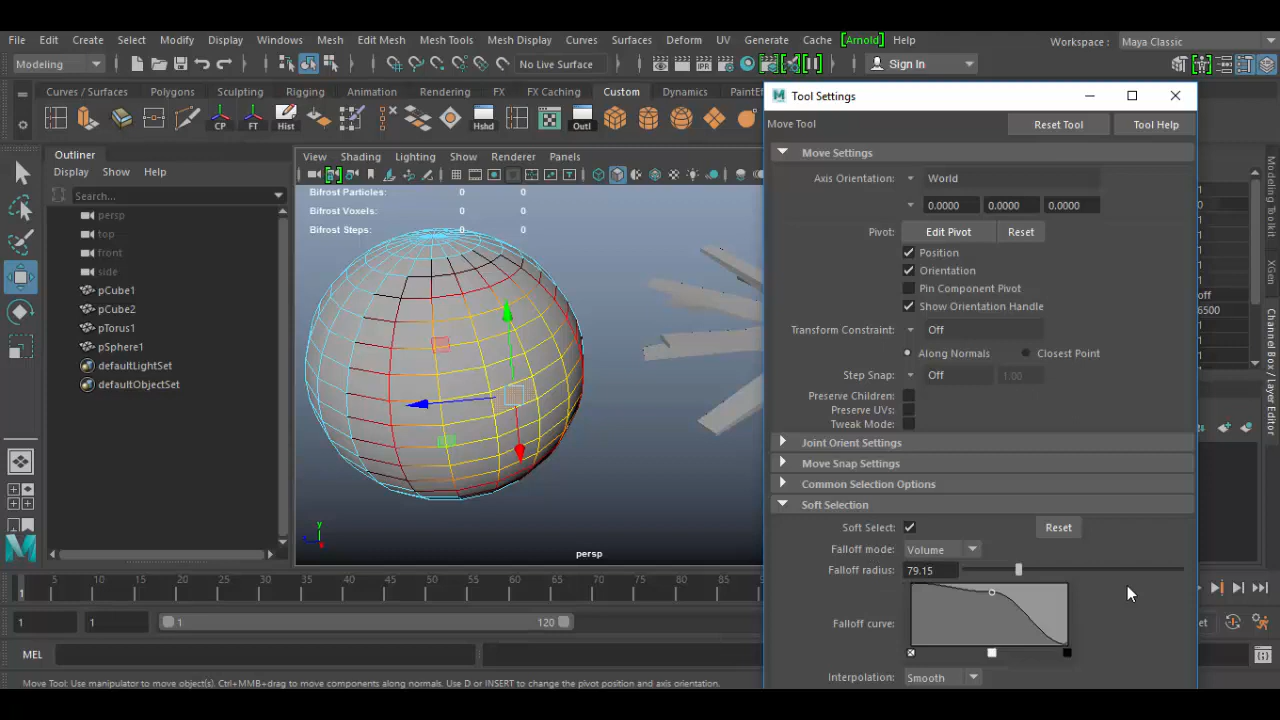 File Edit Create Select Modify Display Windows Mesh Edit Mesh Mesh Tools Mesh Display Curves Surfaces Deform UV Generate Cache [Arnold] Help Workspace : Maya Classic
Modeling No Live Surface Sign In
Curves / Surfaces Polygons Sculpting Rigging Animation Rendering FX FX Caching Custom Dynamics
CP FT Hist Hshd Outl
Tool Settings
Move Tool Reset Tool Tool Help
Move Settings
Axis Orientation: World
0.0000 0.0000 0.0000
Pivot: Edit Pivot Reset
Position
Orientation
Pin Component Pivot
Show Orientation Handle
Transform Constraint: Off
Along Normals Closest Point
Step Snap: Off 1.00
Preserve Children:
Preserve UVs:
Tweak Mode:
Joint Orient Settings
Move Snap Settings
Common Selection Options
Soft Selection
Soft Select: Reset
Falloff mode: Volume
Falloff radius: 79.15
Falloff curve:
Interpolation: Smooth
Outliner
Display Show Help
Search...
persp
top
front
side
pCube1
pCube2
pTorus1
pSphere1
defaultLightSet
defaultObjectSet
View Shading Lighting Show Renderer Panels
Bifrost Particles: 0 0
Bifrost Voxels: 0 0
Bifrost Steps: 0 0
y
persp
Modeling Toolkit
XGen
Channel Box / Layer Editor
off
6500
5 10 15 20 25 30 35 40 45 50 55 60 65 70 75
1
1 1 1 120
MEL
Move Tool: Use manipulator to move object(s). Ctrl+MMB+drag to move components along normals. Use D or INSERT to change the pivot position and axis orientation.